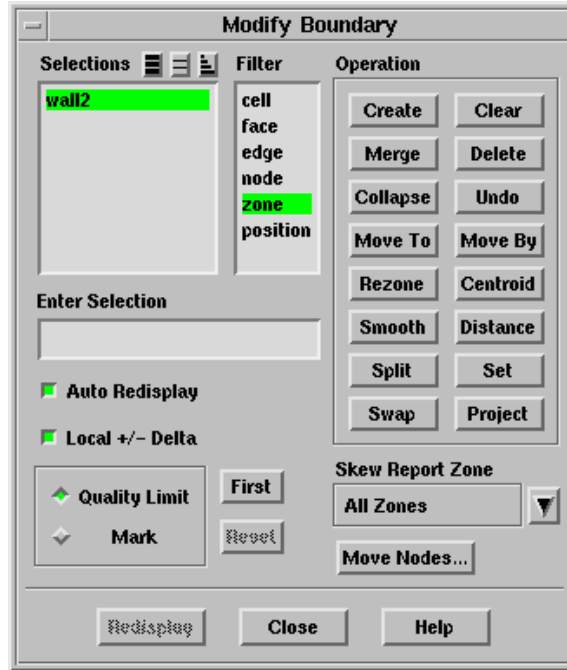 Modify Boundary
Selections
Filter
Operation
wall2
cell
face
edge
node
zone
position
Create
Clear
Merge
Delete
Collapse
Undo
Move To
Move By
Rezone
Centroid
Smooth
Distance
Split
Set
Swap
Project
Enter Selection
Auto Redisplay
Local +/- Delta
Quality Limit
Mark
First
Reset
Skew Report Zone
All Zones
Move Nodes...
Redisplay
Close
Help